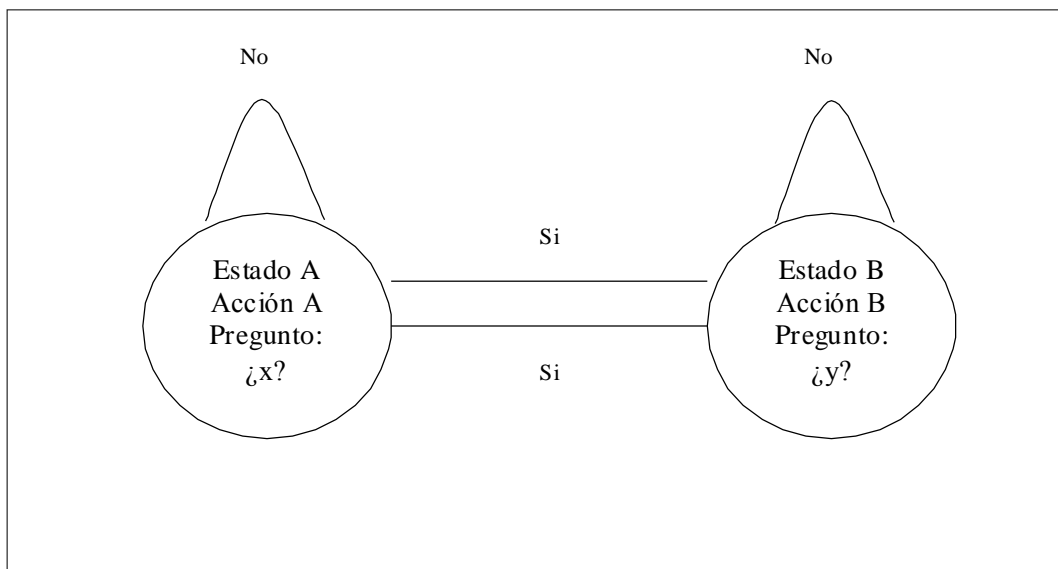 No
No
Si
Estado A
Acción A
Pregunto:
¿x?
Estado B
Acción B
Pregunto:
¿y?
Si